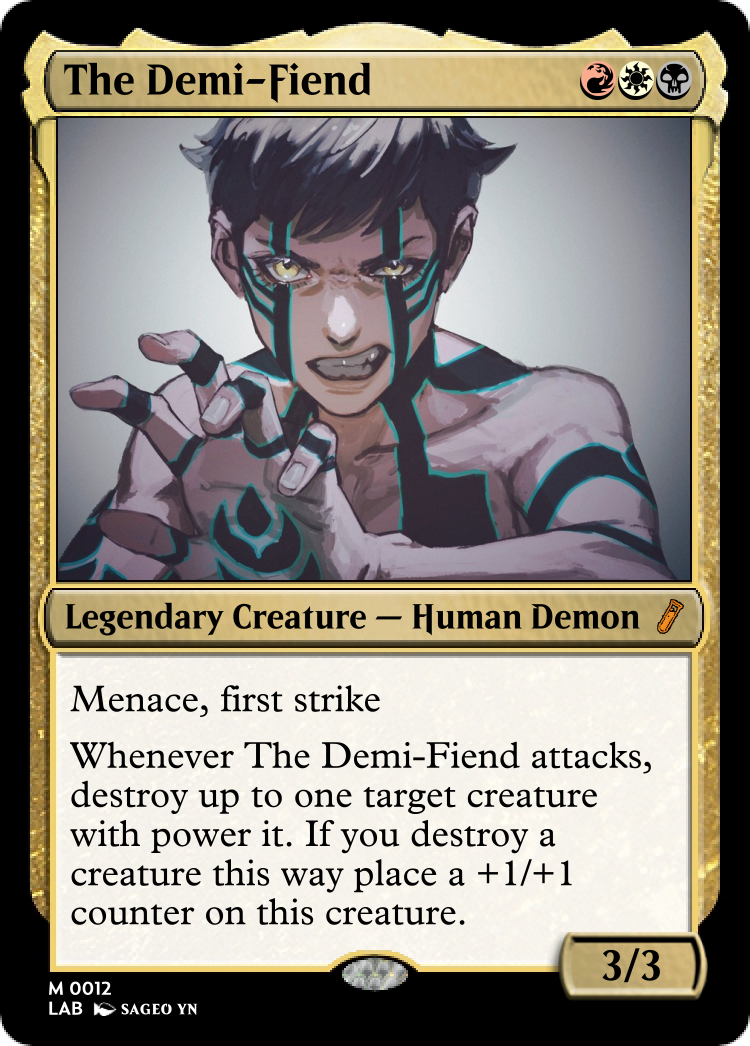 The Demi-Fiend
Legendary Creature — Human Demon
Menace, first strike
Whenever The Demi-Fiend attacks,
destroy up to one target creature
with power it. If you destroy a
creature this way place a +1/+1
counter on this creature.
3/3
M 0012
LAB SAGEO YN